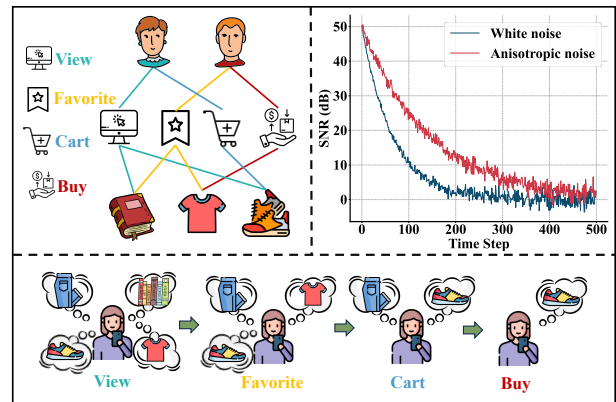 View
Favorite
Cart
Buy
50
40
30
20
10
0
SNR (dB)
White noise
Anisotropic noise
0
100
200
300
400
500
Time Step
View
Favorite
Cart
Buy